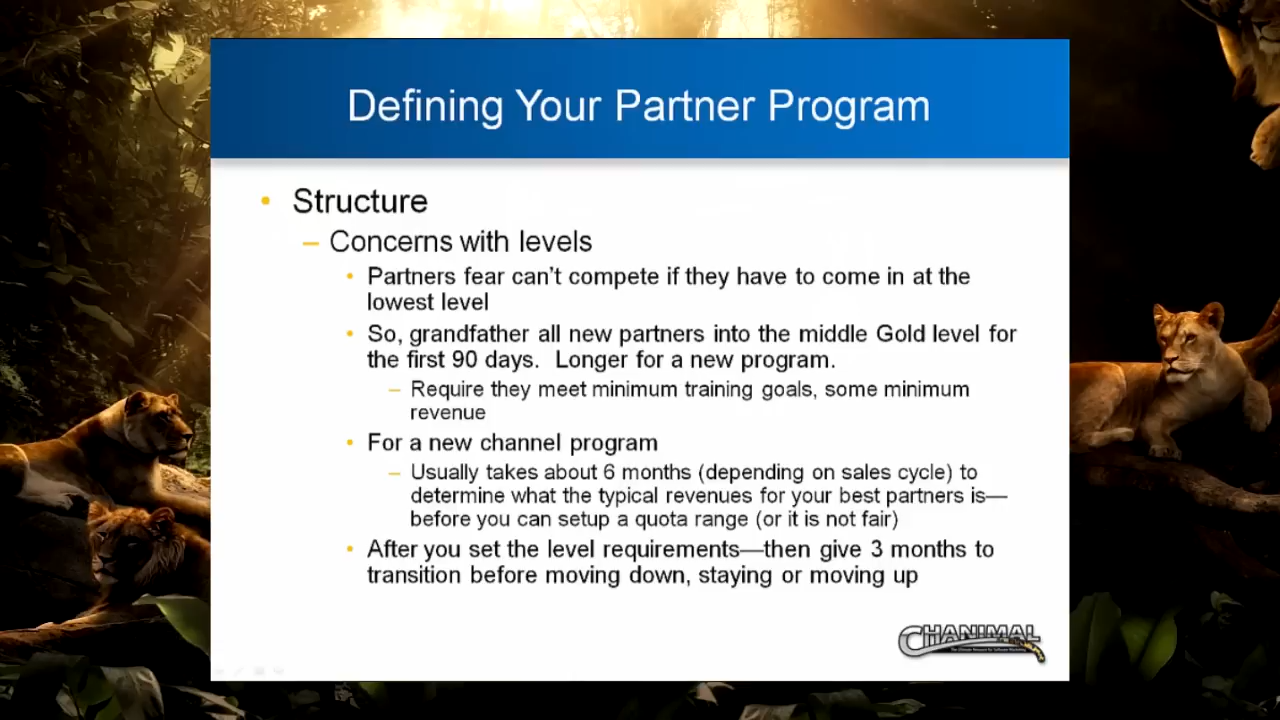 Defining Your Partner Program
• Structure
– Concerns with levels
• Partners fear can't compete if they have to come in at the
lowest level
• So, grandfather all new partners into the middle Gold level for
the first 90 days.  Longer for a new program.
– Require they meet minimum training goals, some minimum
revenue
• For a new channel program
– Usually takes about 6 months (depending on sales cycle) to
determine what the typical revenues for your best partners is—
before you can setup a quota range (or it is not fair)
• After you set the level requirements—then give 3 months to
transition before moving down, staying or moving up
CHANIMAL